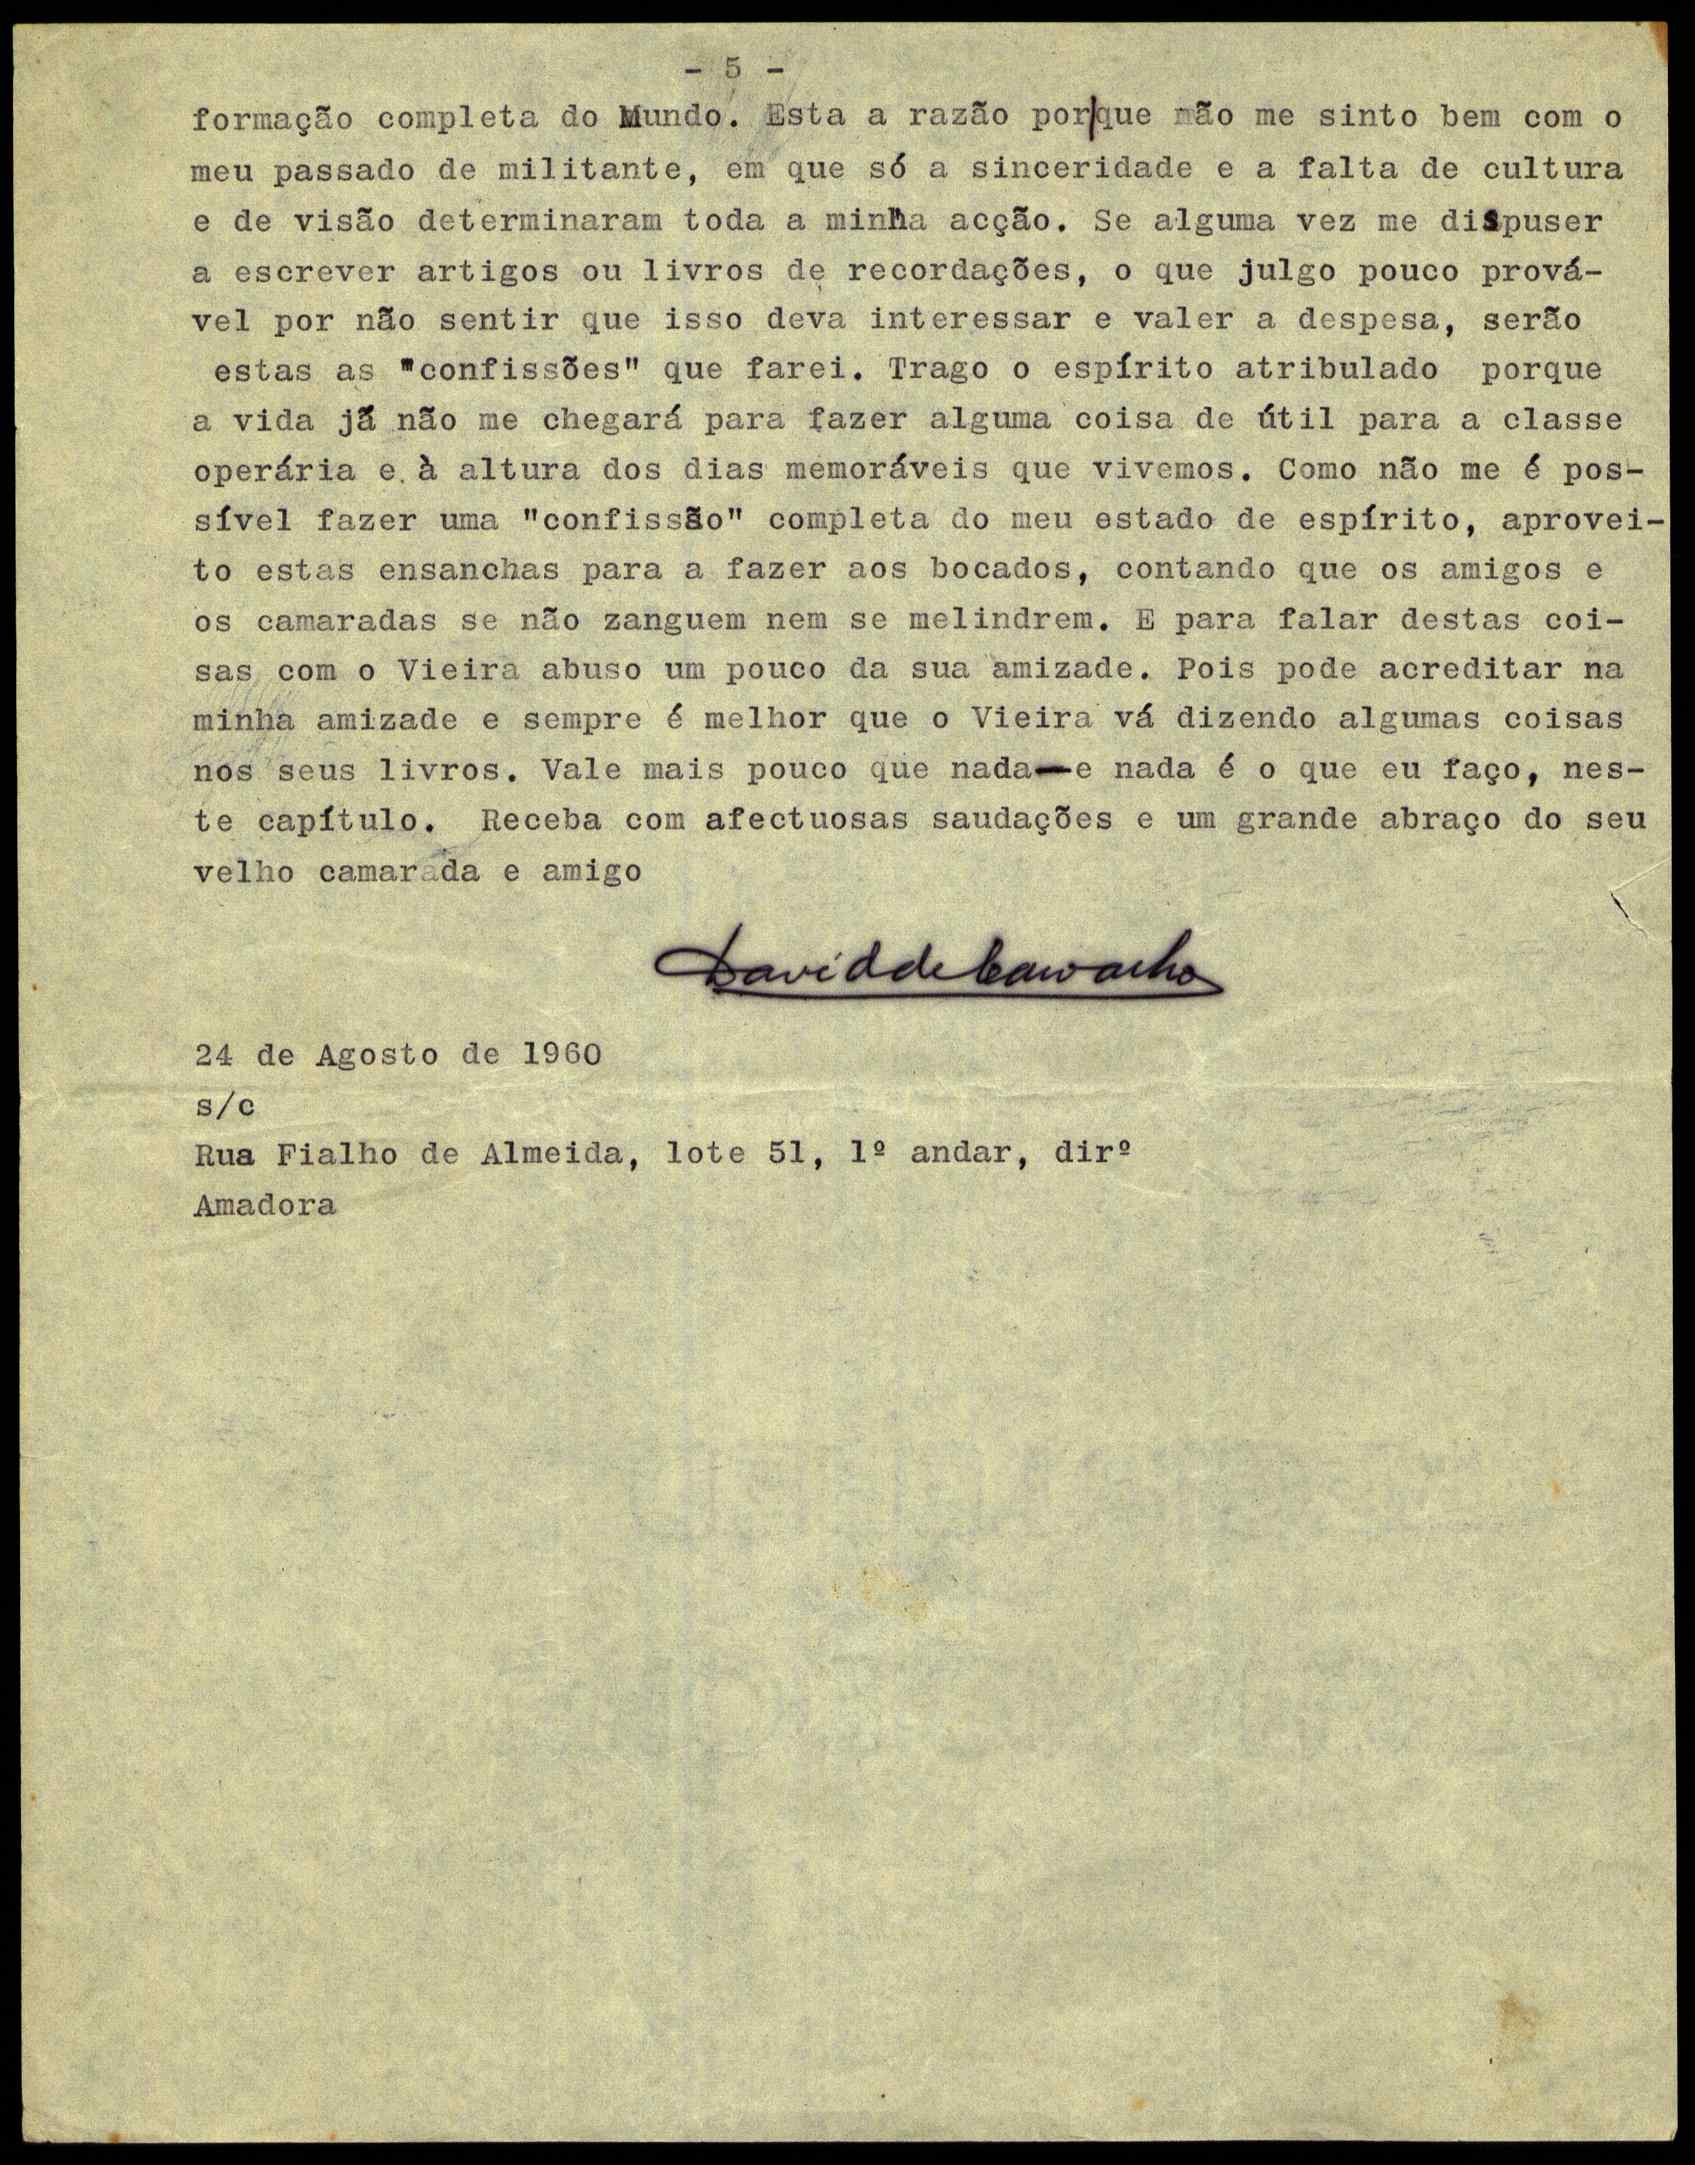 - 5 -
formação completa do Mundo. Esta a razão por|que não me sinto bem com o
meu passado de militante, em que só a sinceridade e a falta de cultura
e de visão determinaram toda a minha acção. Se alguma vez me dispuser
a escrever artigos ou livros de recordações, o que julgo pouco prová-
vel por não sentir que isso deva interessar e valer a despesa, serão
estas as "confissões" que farei. Trago o espírito atribulado porque
a vida já não me chegará para fazer alguma coisa de útil para a classe
operária e à altura dos dias memoráveis que vivemos. Como não me é pos-
sível fazer uma "confissão" completa do meu estado de espírito, aprovei-
to estas ensanchas para a fazer aos bocados, contando que os amigos e
os camaradas se não zanguem nem se melindrem. E para falar destas coi-
sas com o Vieira abuso um pouco da sua amizade. Pois pode acreditar na
minha amizade e sempre é melhor que o Vieira vá dizendo algumas coisas
nos seus livros. Vale mais pouco que nada—e nada é o que eu faço, nes-
te capítulo. Receba com afectuosas saudações e um grande abraço do seu
velho camarada e amigo
David de Carvalho
24 de Agosto de 1960
s/c
Rua Fialho de Almeida, lote 51, 1º andar, dirº
Amadora